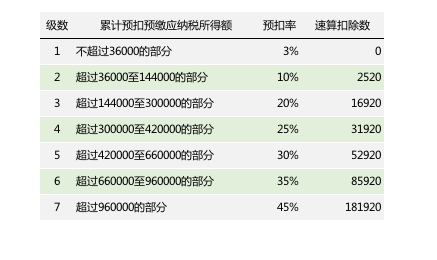 级数 累计预扣预缴应纳税所得额 预扣率 速算扣除数
1 不超过36000的部分 3% 0
2 超过36000至144000的部分 10% 2520
3 超过144000至300000的部分 20% 16920
4 超过300000至420000的部分 25% 31920
5 超过420000至660000的部分 30% 52920
6 超过660000至960000的部分 35% 85920
7 超过960000的部分 45% 181920